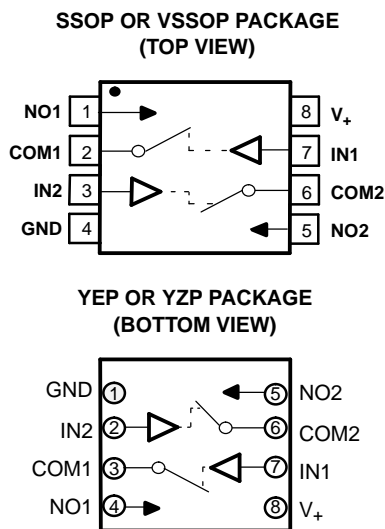 SSOP OR VSSOP PACKAGE
(TOP VIEW)
NO1 1 8 V+
COM1 2 7 IN1
IN2 3 6 COM2
GND 4 5 NO2
YEP OR YZP PACKAGE
(BOTTOM VIEW)
GND 1 5 NO2
IN2 2 6 COM2
COM1 3 7 IN1
NO1 4 8 V+